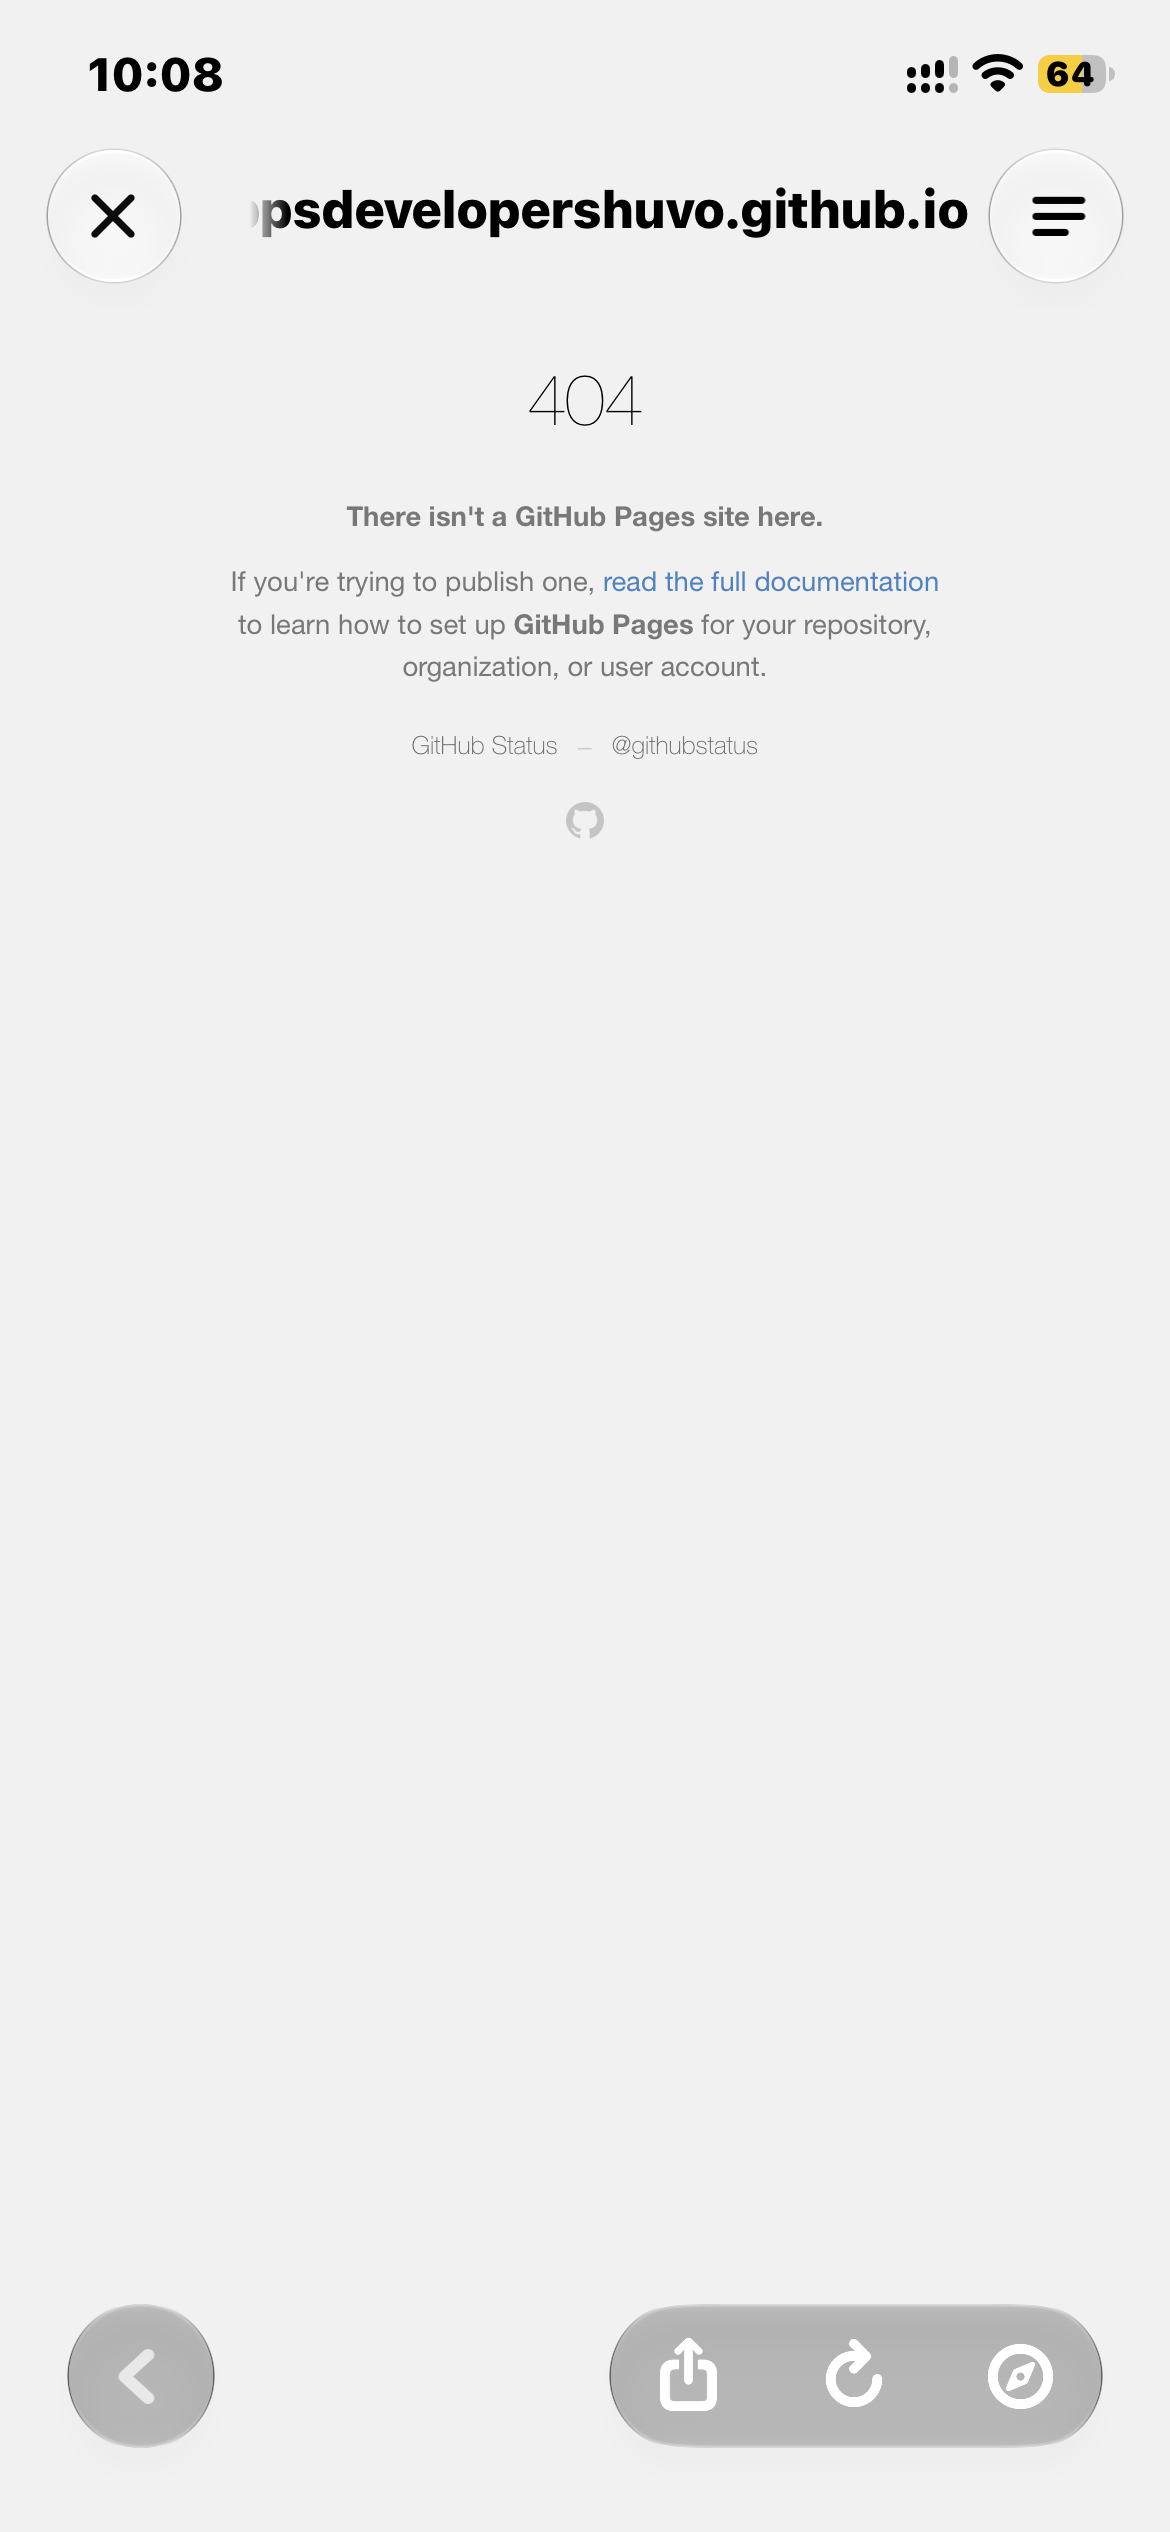 10:08
64
psdevelopershuvo.github.io
404
There isn't a GitHub Pages site here.
If you're trying to publish one, read the full documentation
to learn how to set up GitHub Pages for your repository,
organization, or user account.
GitHub Status — @githubstatus